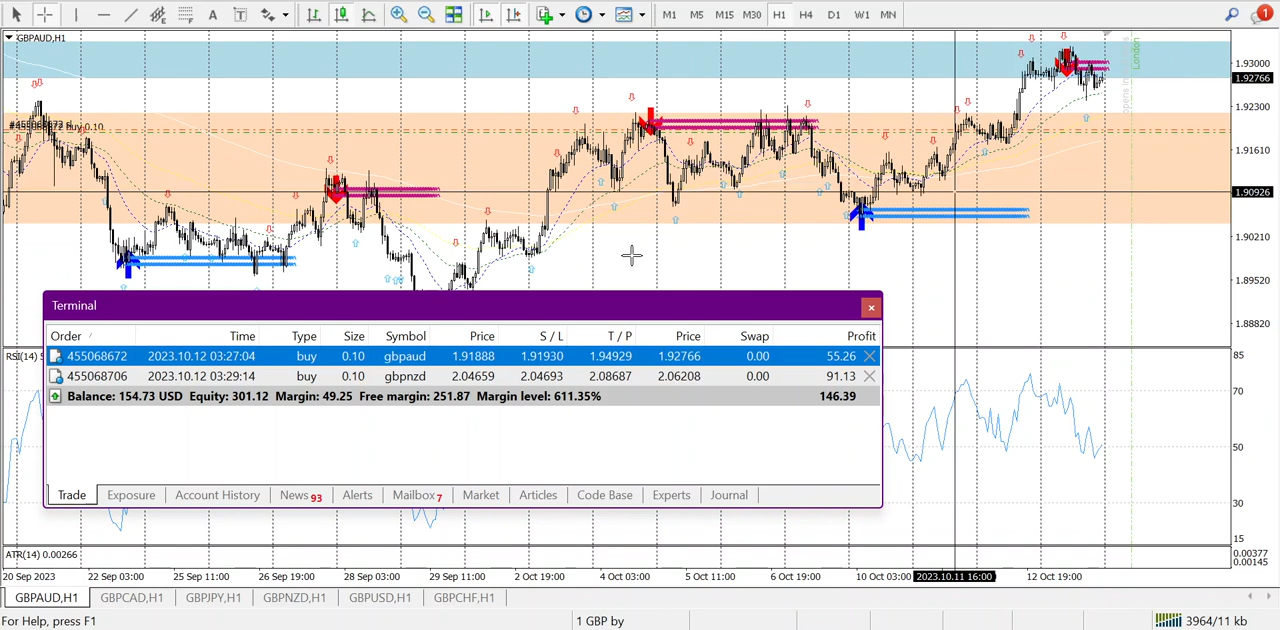 A T
M1 M5 M15 M30 H1 H4 D1 W1 MN 1
GBPAUD,H1
London
opens in
1.93000
1.92766
1.92300
1.91610
1.90926
1.90210
1.89520
1.88820
#455068672 buy 0.10
Terminal
Order / Time Type Size Symbol Price S / L T / P Price Swap Profit
455068672 2023.10.12 03:27:04 buy 0.10 gbpaud 1.91888 1.91930 1.94929 1.92766 0.00 55.26
455068706 2023.10.12 03:29:14 buy 0.10 gbpnzd 2.04659 2.04693 2.08687 2.06208 0.00 91.13
Balance: 154.73 USD Equity: 301.12 Margin: 49.25 Free margin: 251.87 Margin level: 611.35% 146.39
Trade Exposure Account History News 93 Alerts Mailbox 7 Market Articles Code Base Experts Journal
85
70
50
30
15
ATR(14) 0.00266
0.00377
0.00145
20 Sep 2023 22 Sep 03:00 25 Sep 11:00 26 Sep 19:00 28 Sep 03:00 29 Sep 11:00 2 Oct 19:00 4 Oct 03:00 5 Oct 11:00 6 Oct 19:00 10 Oct 03:00 2023.10.11 16:00 12 Oct 19:00
GBPAUD,H1 GBPCAD,H1 GBPJPY,H1 GBPNZD,H1 GBPUSD,H1 GBPCHF,H1
For Help, press F1 1 GBP by 3964/11 kb